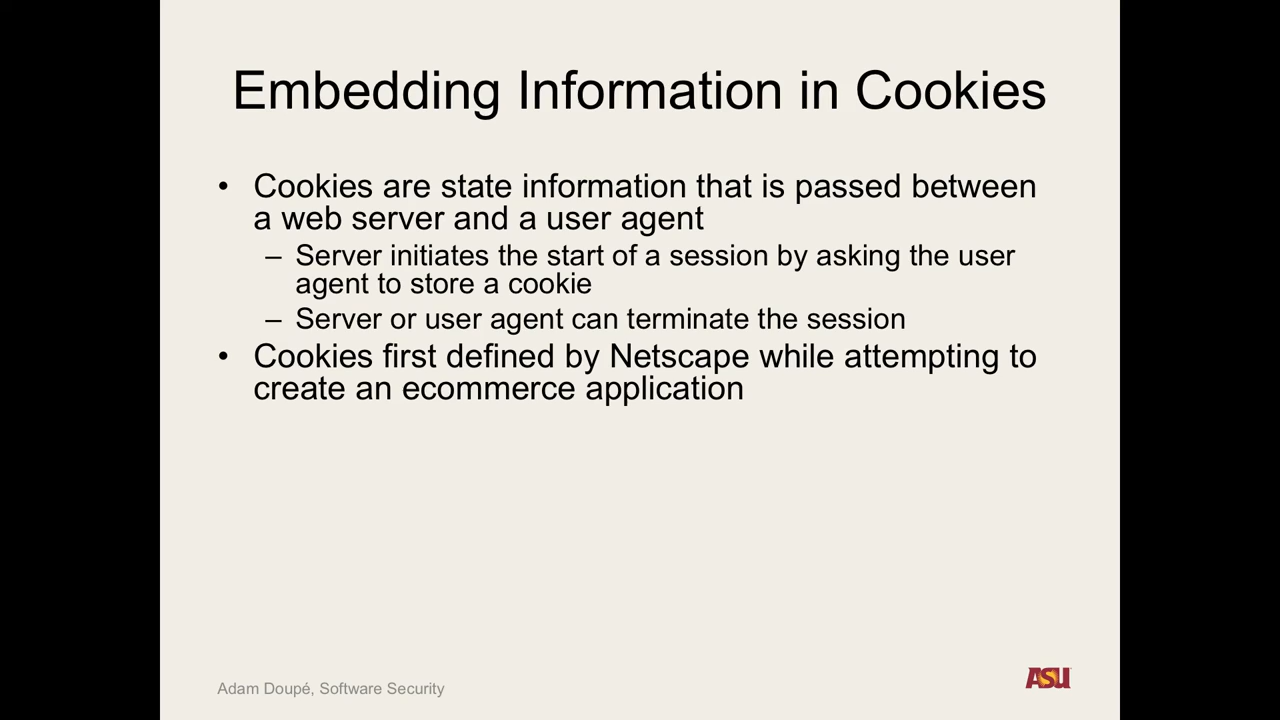 Embedding Information in Cookies
• Cookies are state information that is passed between
a web server and a user agent
– Server initiates the start of a session by asking the user
agent to store a cookie
– Server or user agent can terminate the session
• Cookies first defined by Netscape while attempting to
create an ecommerce application
Adam Doupé, Software Security
ASU